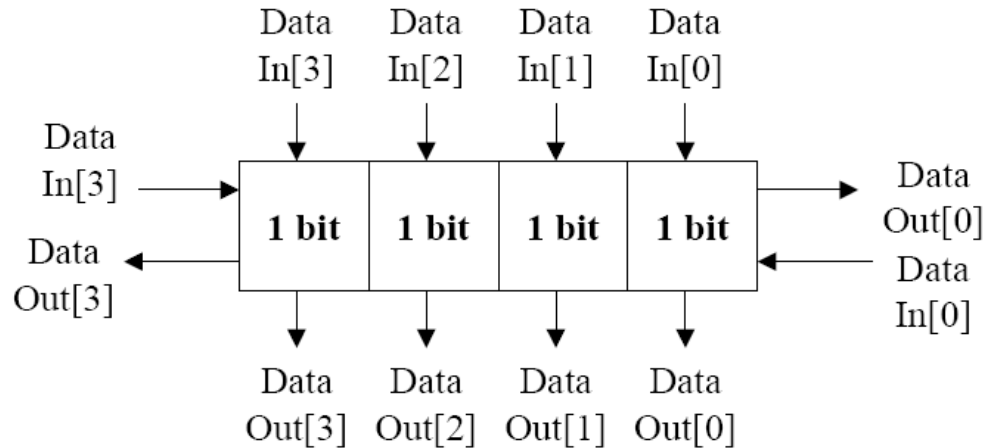 Data Data Data Data
In[3] In[2] In[1] In[0]
Data
In[3]
Data
Out[3]
1 bit 1 bit 1 bit 1 bit
Data
Out[0]
Data
In[0]
Data Data Data Data
Out[3] Out[2] Out[1] Out[0]